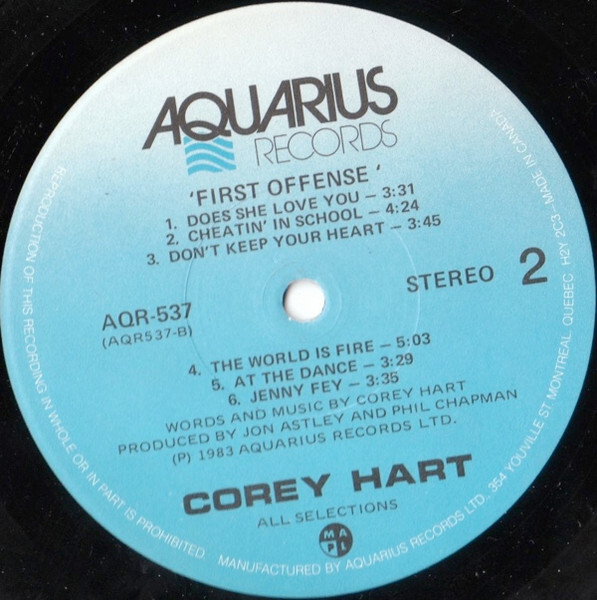 AQUARIUS
RECORDS
'FIRST OFFENSE'
1. DOES SHE LOVE YOU – 3:31
2. CHEATIN' IN SCHOOL – 4:24
3. DON'T KEEP YOUR HEART – 3:45
STEREO 2
AQR-537
(AQR537-B)
4. THE WORLD IS FIRE – 5:03
5. AT THE DANCE – 3:29
6. JENNY FEY – 3:35
WORDS AND MUSIC BY COREY HART
PRODUCED BY JON ASTLEY AND PHIL CHAPMAN
(P) 1983 AQUARIUS RECORDS LTD.
COREY HART
ALL SELECTIONS
M A P L
REPRODUCTION OF THIS RECORDING IN WHOLE OR IN PART IS PROHIBITED
MANUFACTURED BY AQUARIUS RECORDS LTD., 354 YOUVILLE ST. MONTREAL QUEBEC H2Y 2C3–MADE IN CANADA